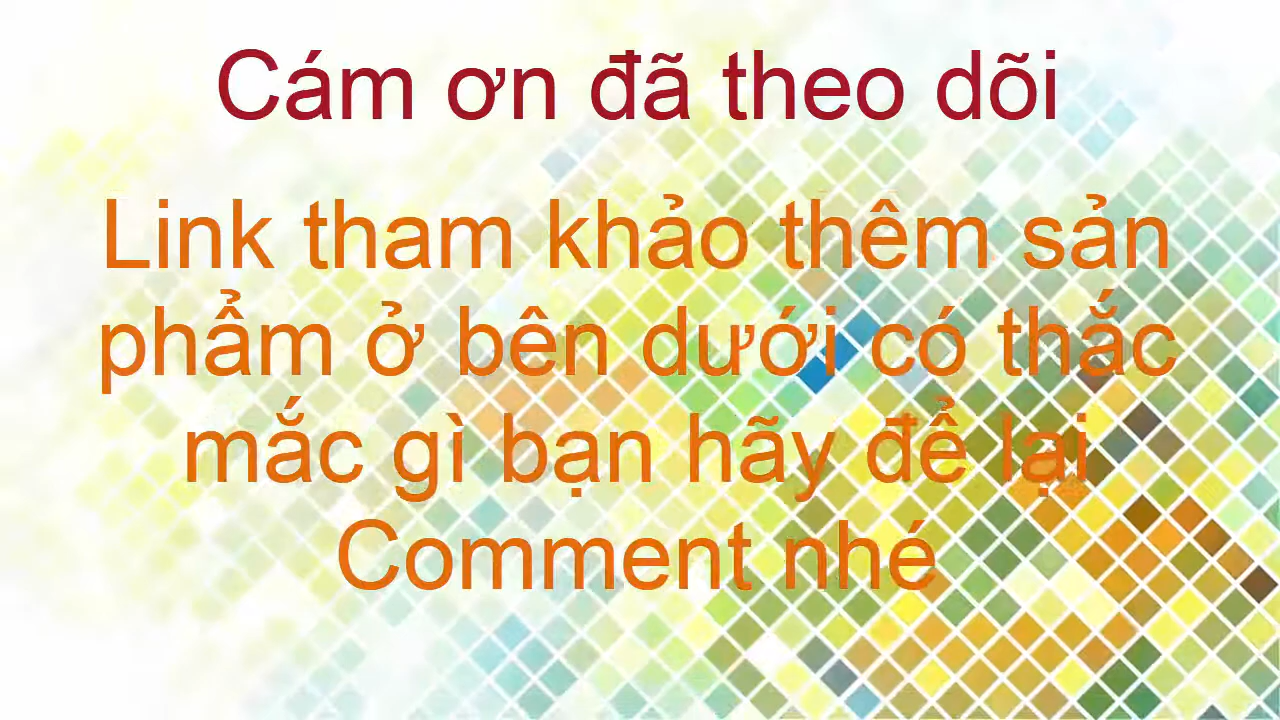 Cám ơn đã theo dõi
Link tham khảo thêm sản
phẩm ở bên dưới có thắc
mắc gì bạn hãy để lại
Comment nhé